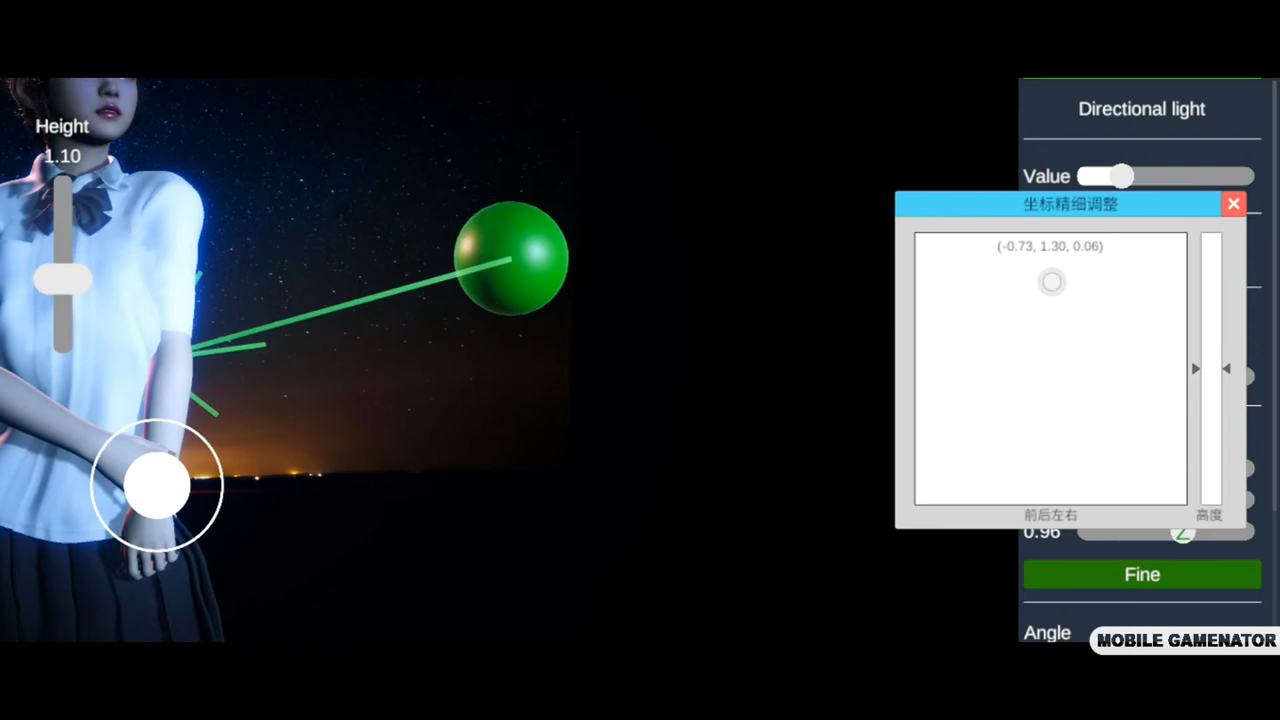 Height
1.10
Directional light
Value
坐标精细调整
(-0.73, 1.30, 0.06)
前后左右
高度
0.96
Z
Fine
Angle
MOBILE GAMENATOR